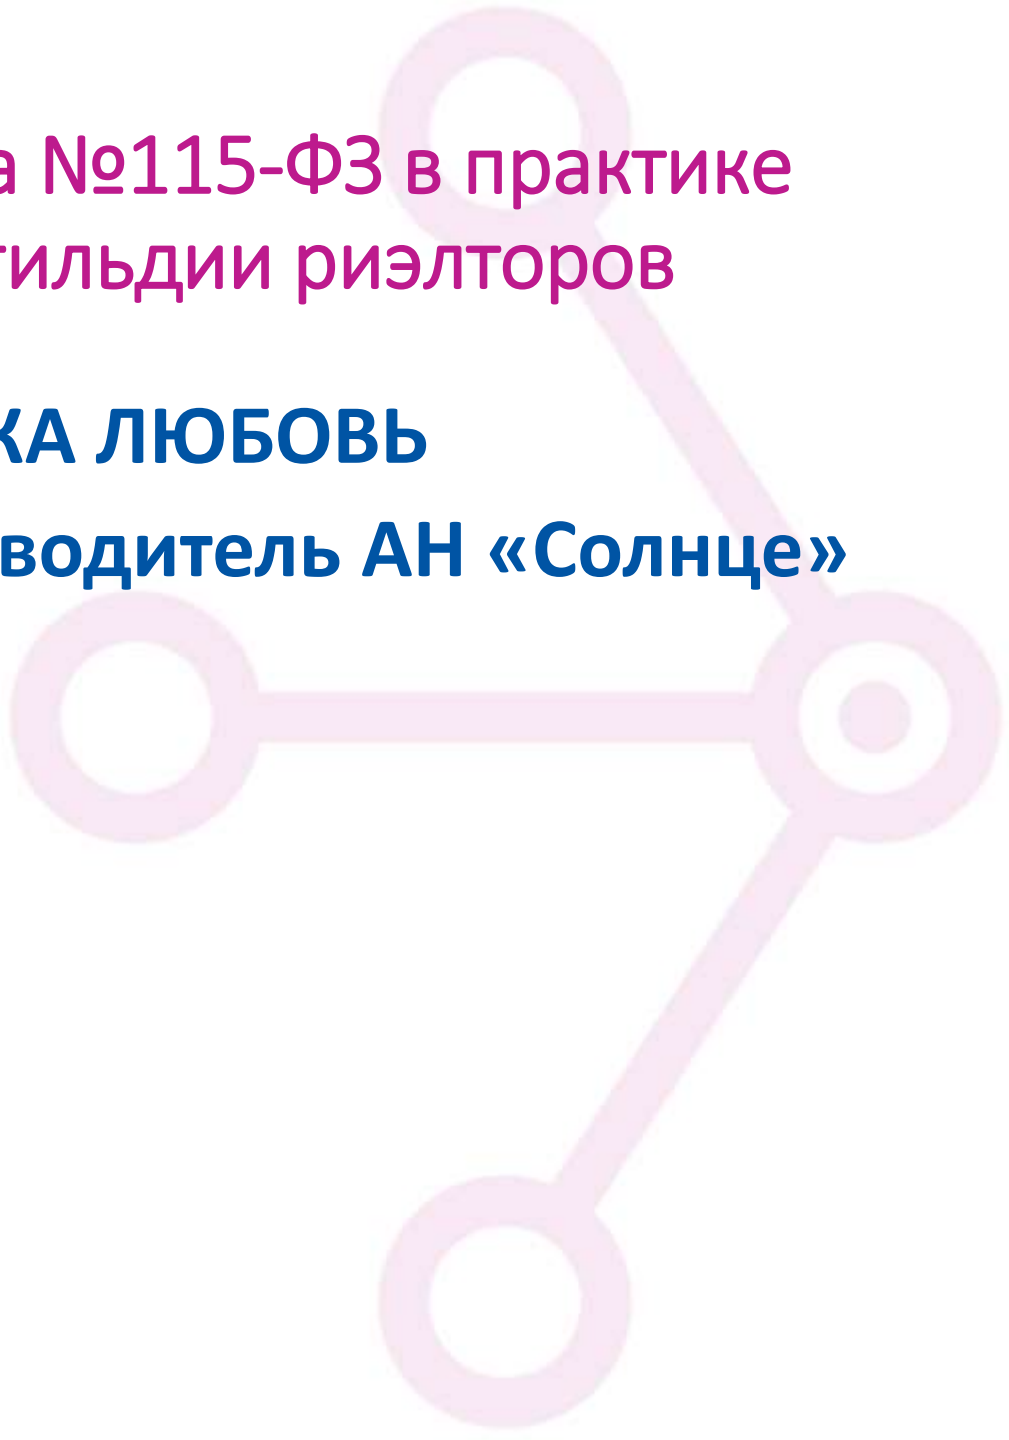 а №115-ФЗ в практике
гильдии риэлторов
КА ЛЮБОВЬ
водитель АН «Солнце»